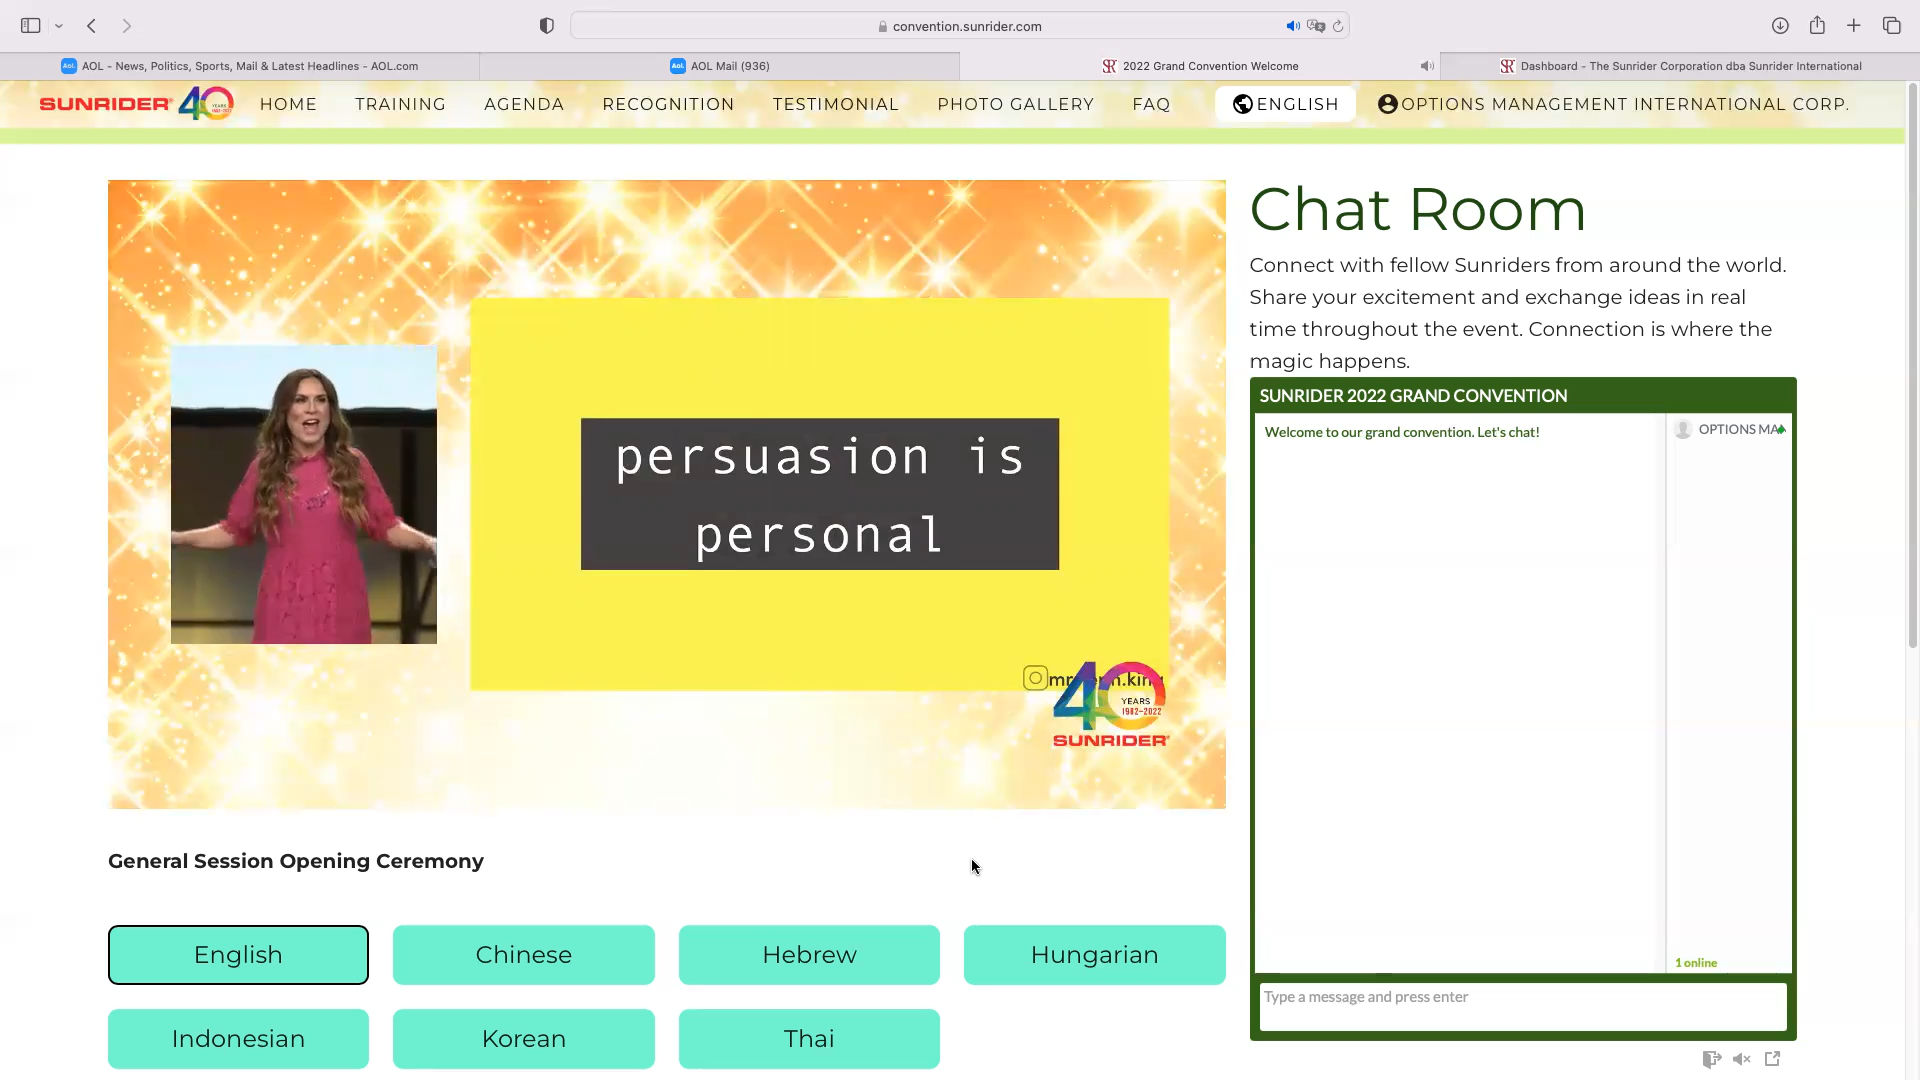 convention.sunrider.com
AOL - News, Politics, Sports, Mail & Latest Headlines - AOL.com
AOL Mail (936)
2022 Grand Convention Welcome
Dashboard - The Sunrider Corporation dba Sunrider International
SUNRIDER 40 YEARS
HOME
TRAINING
AGENDA
RECOGNITION
TESTIMONIAL
PHOTO GALLERY
FAQ
ENGLISH
OPTIONS MANAGEMENT INTERNATIONAL CORP.
persuasion is
personal
40
YEARS
1982-2022
SUNRIDER
General Session Opening Ceremony
English
Chinese
Hebrew
Hungarian
Indonesian
Korean
Thai
Chat Room
Connect with fellow Sunriders from around the world.
Share your excitement and exchange ideas in real
time throughout the event. Connection is where the
magic happens.
SUNRIDER 2022 GRAND CONVENTION
Welcome to our grand convention. Let's chat!
OPTIONS MA
1 online
Type a message and press enter